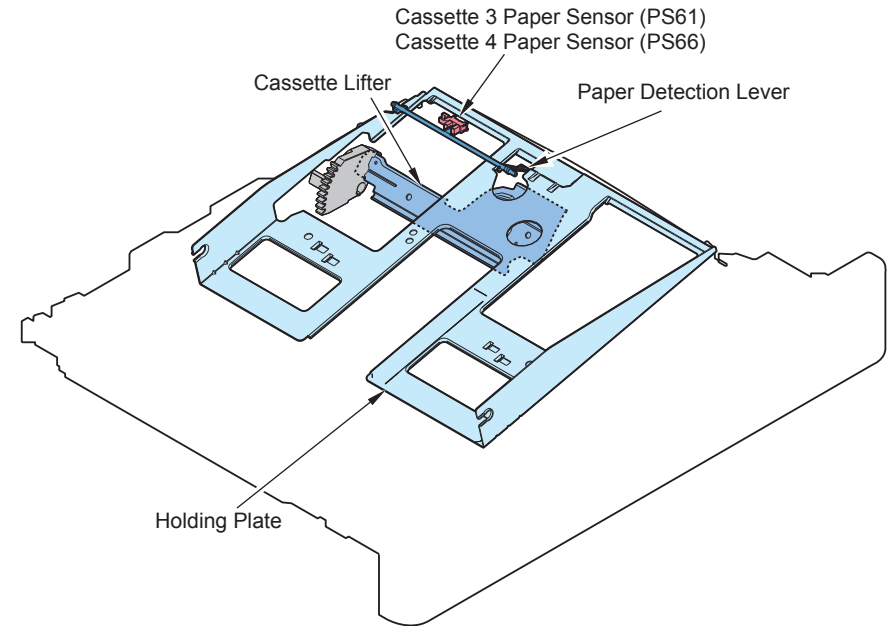 Cassette 3 Paper Sensor (PS61)
Cassette 4 Paper Sensor (PS66)
Cassette Lifter
Paper Detection Lever
Holding Plate